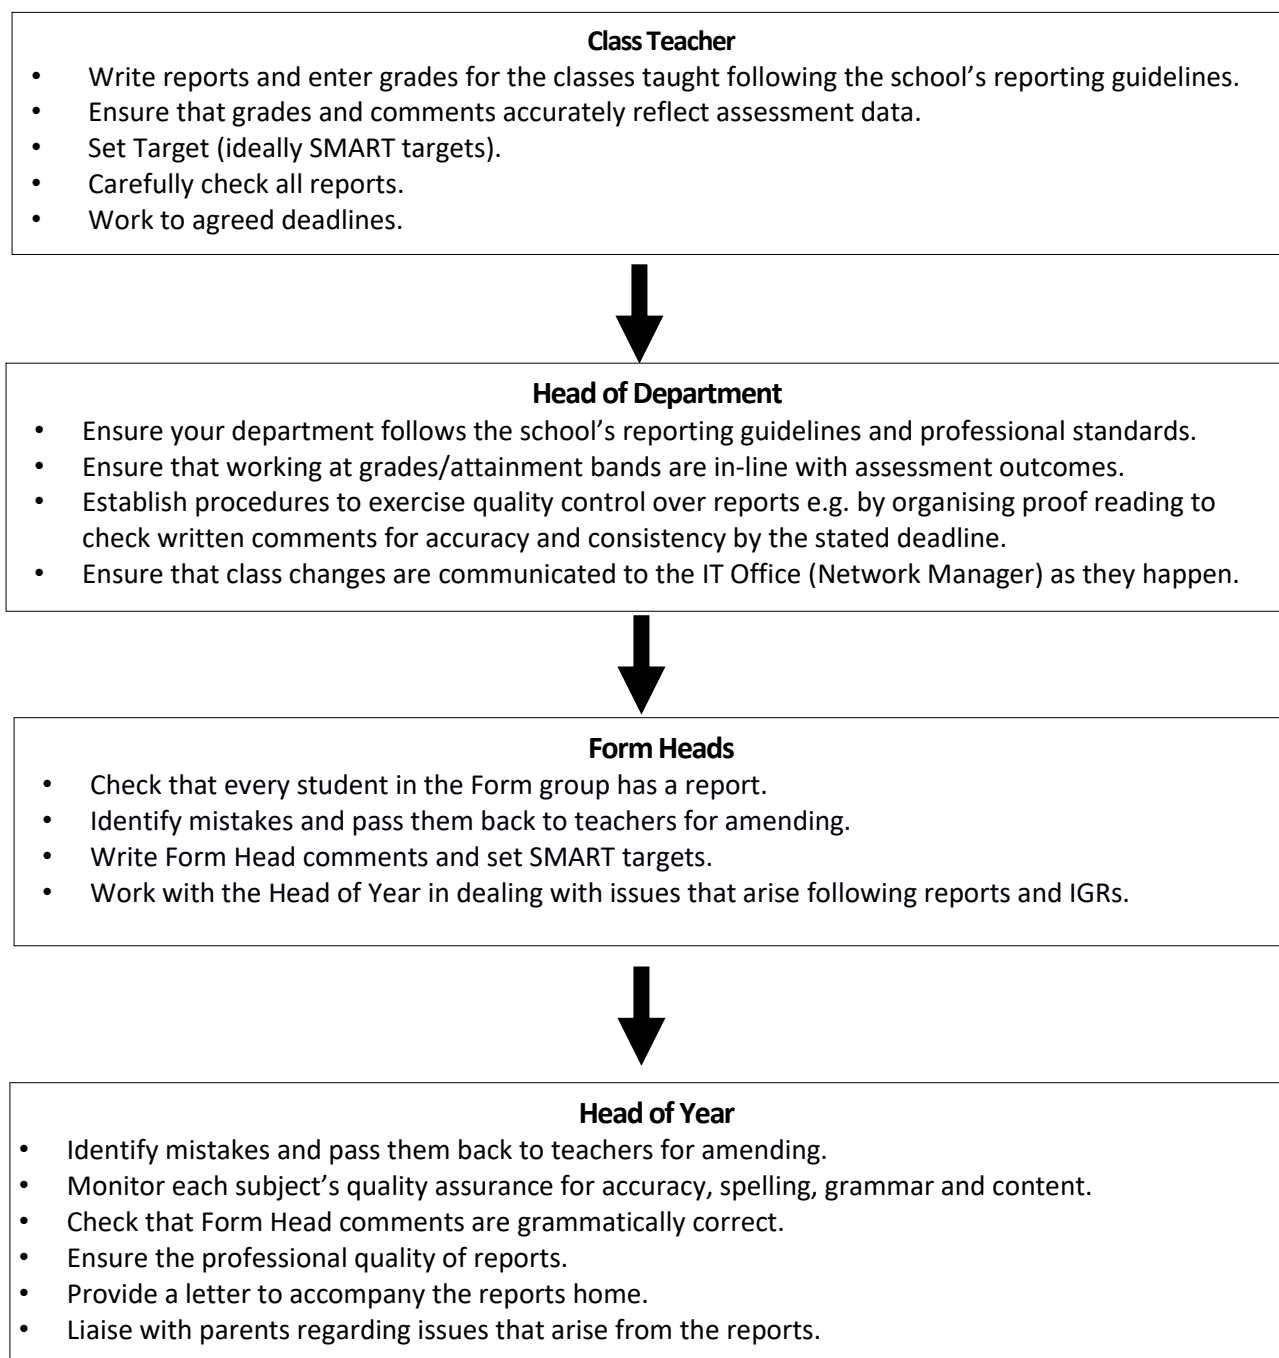 Class Teacher
• Write reports and enter grades for the classes taught following the school’s reporting guidelines.
• Ensure that grades and comments accurately reflect assessment data.
• Set Target (ideally SMART targets).
• Carefully check all reports.
• Work to agreed deadlines.
Head of Department
• Ensure your department follows the school’s reporting guidelines and professional standards.
• Ensure that working at grades/attainment bands are in-line with assessment outcomes.
• Establish procedures to exercise quality control over reports e.g. by organising proof reading to
check written comments for accuracy and consistency by the stated deadline.
• Ensure that class changes are communicated to the IT Office (Network Manager) as they happen.
Form Heads
• Check that every student in the Form group has a report.
• Identify mistakes and pass them back to teachers for amending.
• Write Form Head comments and set SMART targets.
• Work with the Head of Year in dealing with issues that arise following reports and IGRs.
Head of Year
• Identify mistakes and pass them back to teachers for amending.
• Monitor each subject’s quality assurance for accuracy, spelling, grammar and content.
• Check that Form Head comments are grammatically correct.
• Ensure the professional quality of reports.
• Provide a letter to accompany the reports home.
• Liaise with parents regarding issues that arise from the reports.